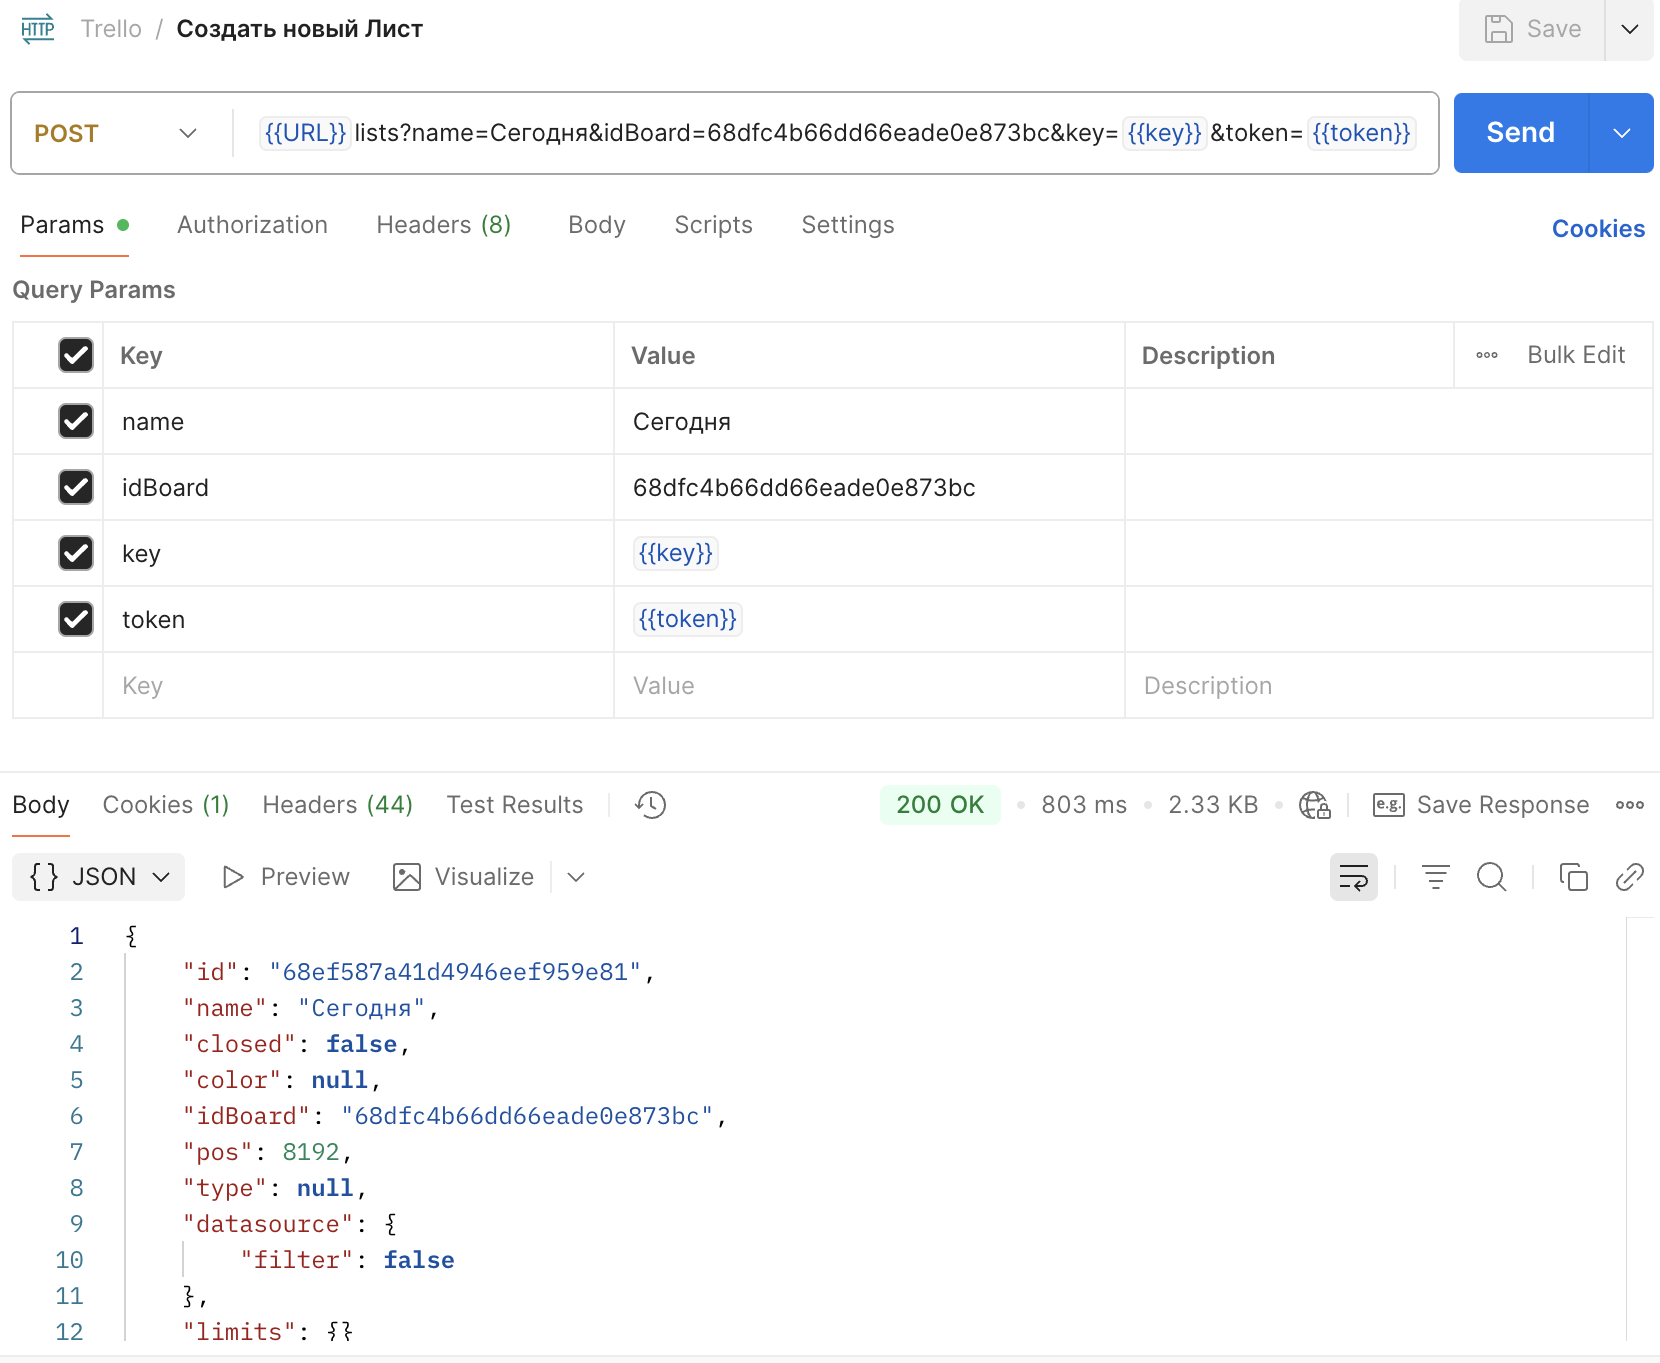 HTTP Trello / Создать новый Лист Save
POST {{URL}}lists?name=Сегодня&idBoard=68dfc4b66dd66eade0e873bc&key={{key}}&token={{token}} Send
Params Authorization Headers (8) Body Scripts Settings Cookies
Query Params
Key Value Description Bulk Edit
name Сегодня
idBoard 68dfc4b66dd66eade0e873bc
key {{key}}
token {{token}}
Key Value Description
Body Cookies (1) Headers (44) Test Results 200 OK 803 ms 2.33 KB e.g. Save Response
{} JSON Preview Visualize
1 {
2 "id": "68ef587a41d4946eef959e81",
3 "name": "Сегодня",
4 "closed": false,
5 "color": null,
6 "idBoard": "68dfc4b66dd66eade0e873bc",
7 "pos": 8192,
8 "type": null,
9 "datasource": {
10 "filter": false
11 },
12 "limits": {}